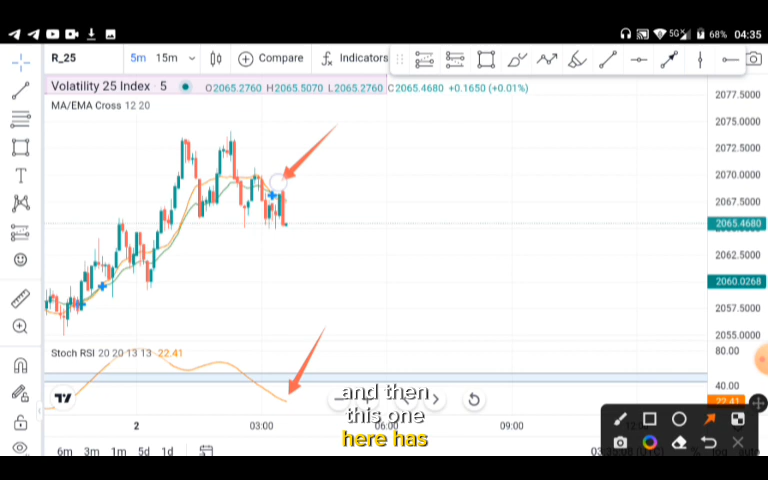 5G 68% 04:35
R_25 5m 15m Compare Indicators
Volatility 25 Index · 5 O2065.2760 H2065.5070 L2065.2760 C2065.4680 +0.1650 (+0.01%)
MA/EMA Cross 12 20
2077.5000
2075.0000
2072.5000
2070.0000
2067.5000
2065.4680
2062.5000
2060.0268
2057.5000
2055.0000
Stoch RSI 20 20 13 13 22.41
80.00
40.00
22.41
and then
this one
here has
2 03:00 06:00 09:00
6m 3m 1m 5d 1d